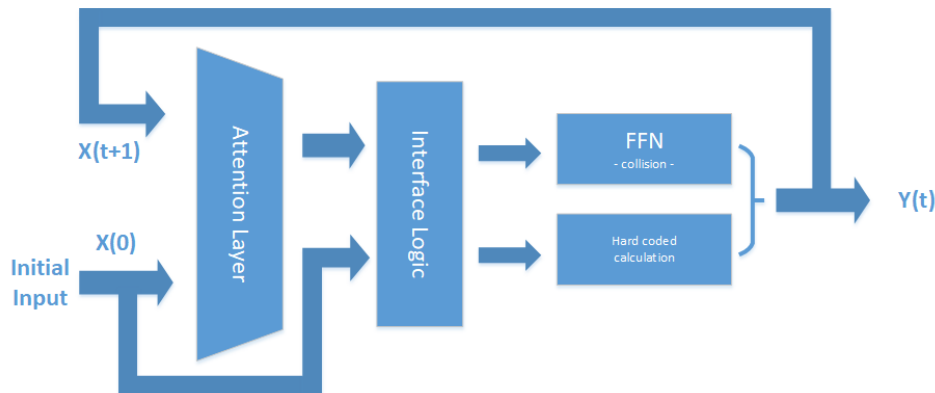 X(t+1)
X(0)
Initial
Input
Attention Layer
Interface Logic
FFN
- collision -
Hard coded
calculation
Y(t)